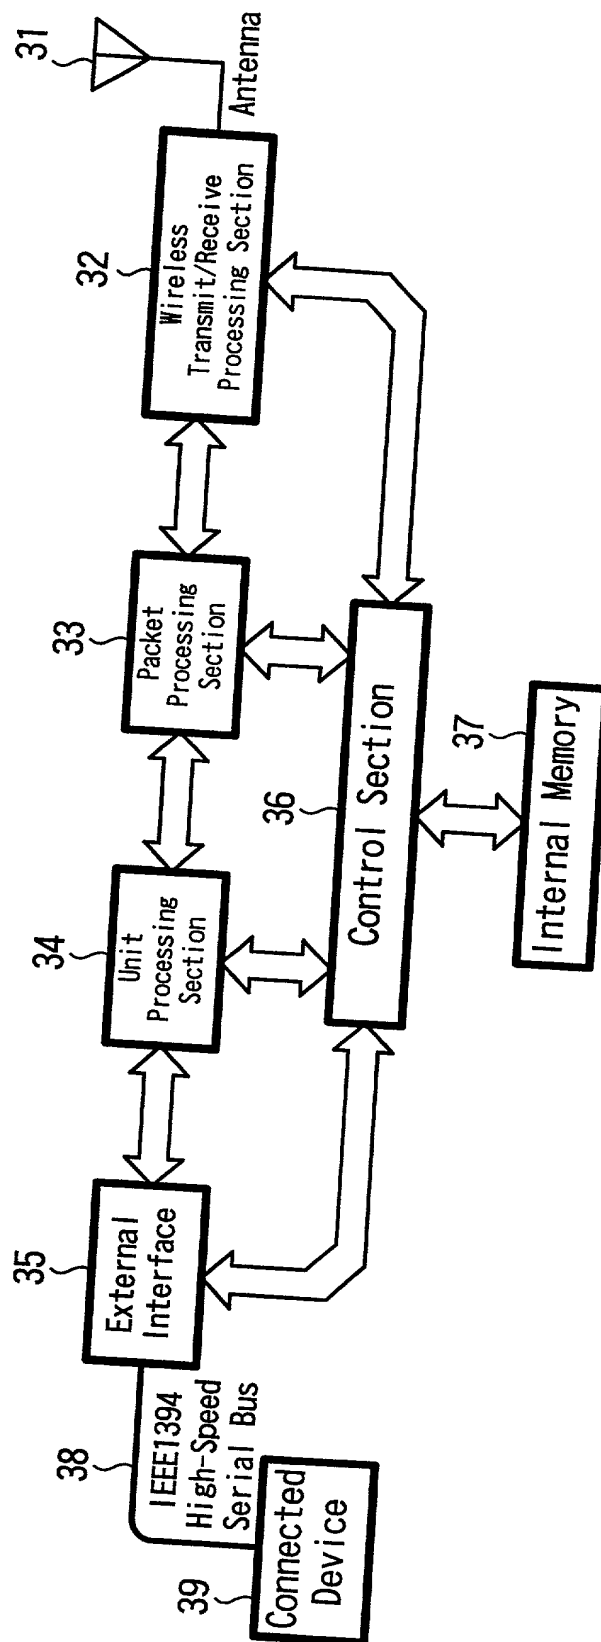 31
Antenna
32
Wireless
Transmit/Receive
Processing Section
33
Packet
Processing
Section
34
Unit
Processing
Section
35
External
Interface
36
Control Section
37
Internal Memory
38
IEEE1394
High-Speed
Serial Bus
39
Connected
Device